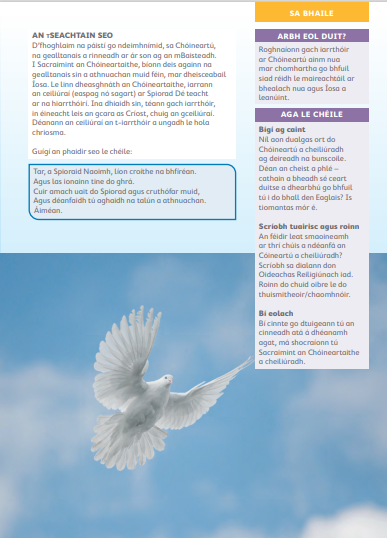 SA BHAILE
AN tSEACHTAIN SEO
D'fhoghlaim na páistí go ndeimhnímid, sa Chóineartú,
na gealltanais a rinneadh ar ár son ag an mBaisteadh.
I Sacraimint an Chóineartaithe, bíonn deis againn na
gealltanais sin a athnuachan muid féin, mar dheisceabail
Íosa. Le linn dheasghnáth an Chóineartaithe, iarrann
an ceiliúraí (easpag nó sagart) ar Spiorad Dé teacht
ar na hiarrthóirí. Ina dhiaidh sin, téann gach iarrthóir,
in éineacht leis an gcara as Críost, chuig an gceiliúraí.
Déanann an ceiliúraí an t-iarrthóir a ungadh le hola
chriosma.
Guígí an phaidir seo le chéile:
Tar, a Spioraid Naoimh, líon croíthe na bhfíréan.
Agus las ionainn tine do ghrá.
Cuir amach uait do Spiorad agus cruthófar muid,
Agus déanfaidh tú aghaidh na talún a athnuachan.
Áiméan.
ARBH EOL DUIT?
Roghnaíonn gach iarrthóir
ar Chóineartú ainm nua
mar chomhartha go bhfuil
siad réidh le maireachtáil ar
bhealach nua agus Íosa a
leanúint.
AGA LE CHÉILE
Bígí ag caint
Níl aon dualgas ort do
Chóineartú a cheiliúradh
ag deireadh na bunscoile.
Déan an cheist a phlé –
cathain a bheadh sé ceart
duitse a dhearbhú go bhfuil
tú i do bhall den Eaglais? Is
tiomantas mór é.
Scríobh tuairisc agus roinn
An féidir leat smaoineamh
ar thrí chúis a ndéanfá an
Cóineartú a cheiliúradh?
Scríobh sa dialann don
Oideachas Reiligiúnach iad.
Roinn do chuid oibre le do
thuismitheoir/chaomhnóir.
Bí eolach
Bí cinnte go dtuigeann tú an
cinneadh atá á dhéanamh
agat, má shocraíonn tú
Sacraimint an Chóineartaithe
a cheiliúradh.